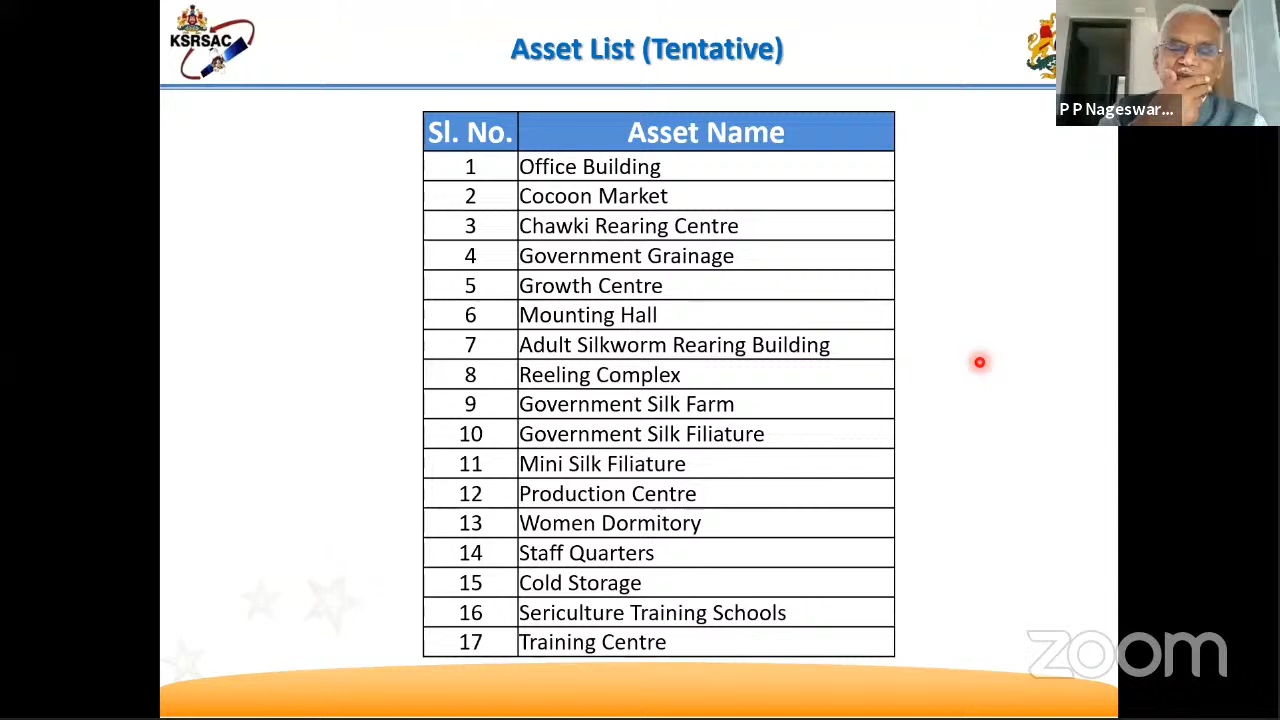 KSRSAC
Asset List (Tentative)
P P Nageswar...
Sl. No. Asset Name
1 Office Building
2 Cocoon Market
3 Chawki Rearing Centre
4 Government Grainage
5 Growth Centre
6 Mounting Hall
7 Adult Silkworm Rearing Building
8 Reeling Complex
9 Government Silk Farm
10 Government Silk Filiature
11 Mini Silk Filiature
12 Production Centre
13 Women Dormitory
14 Staff Quarters
15 Cold Storage
16 Sericulture Training Schools
17 Training Centre
zoom